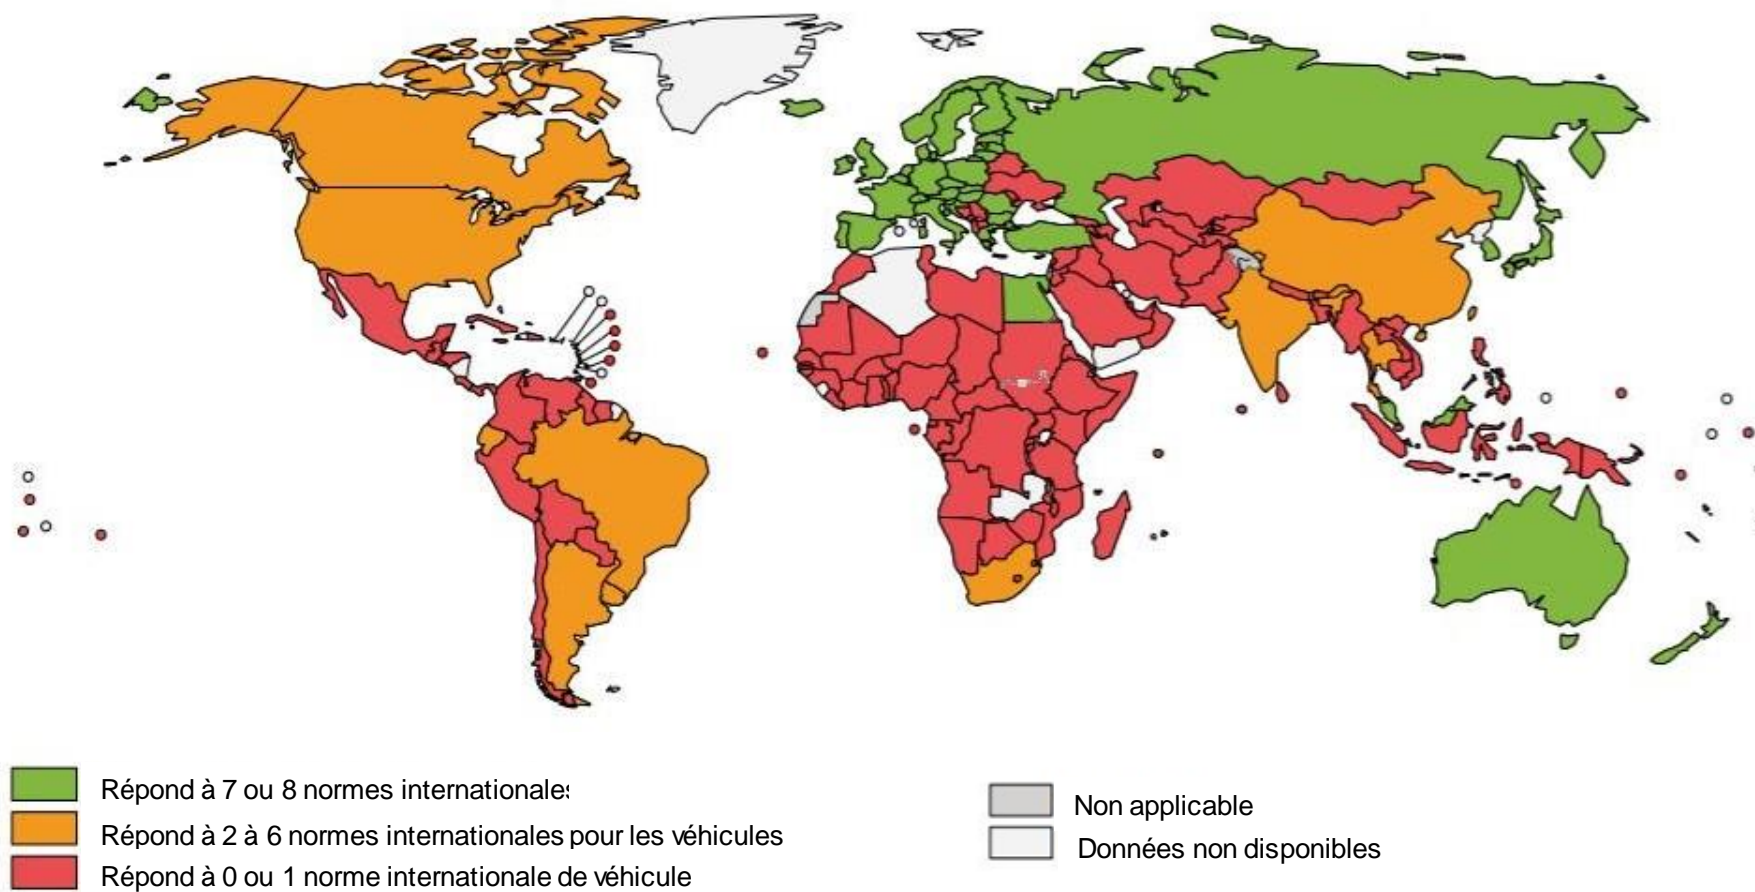 Répond à 7 ou 8 normes internationales
Répond à 2 à 6 normes internationales pour les véhicules
Répond à 0 ou 1 norme internationale de véhicule
Non applicable
Données non disponibles